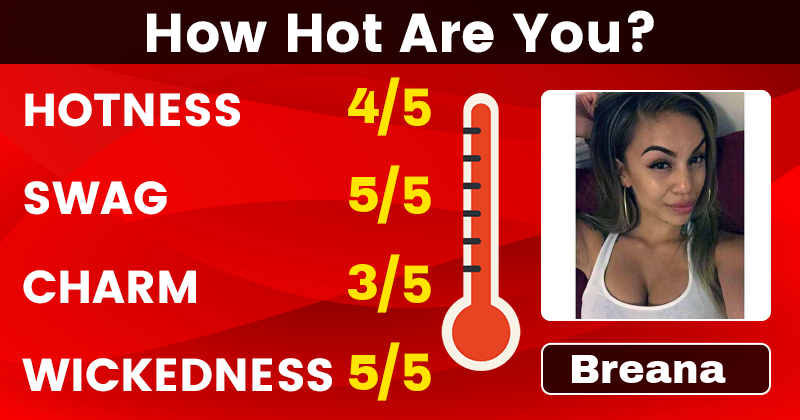 How Hot Are You?
HOTNESS 4/5
SWAG 5/5
CHARM 3/5
WICKEDNESS 5/5
Breana